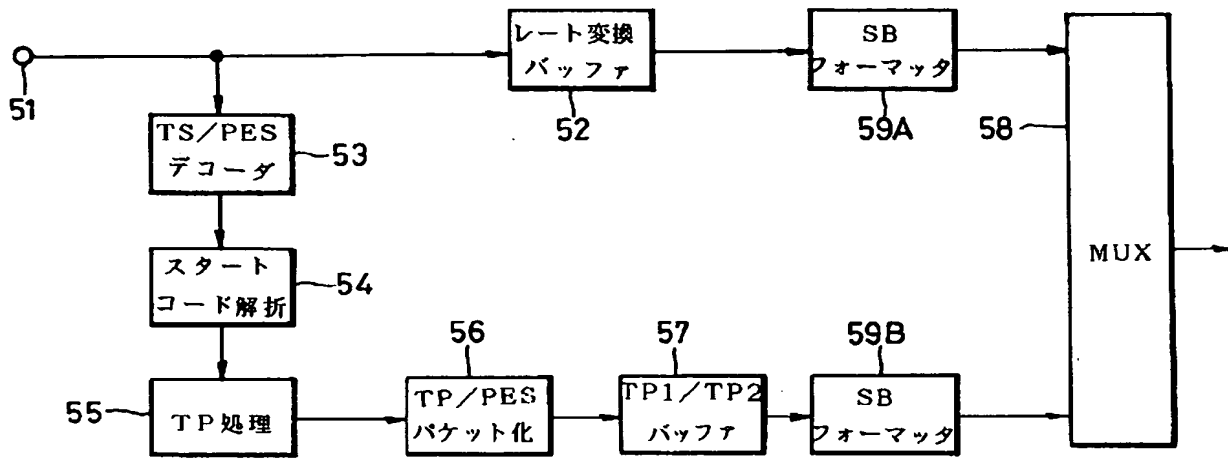 レート変換
バッファ
SB
フォーマッタ
51
52
59A
58
TS/PES
デコーダ
53
MUX
スタート
コード解折
54
56
57
59B
TP/PES
パケット化
TP1/TP2
バッファ
SB
フォーマッタ
55
TP処理